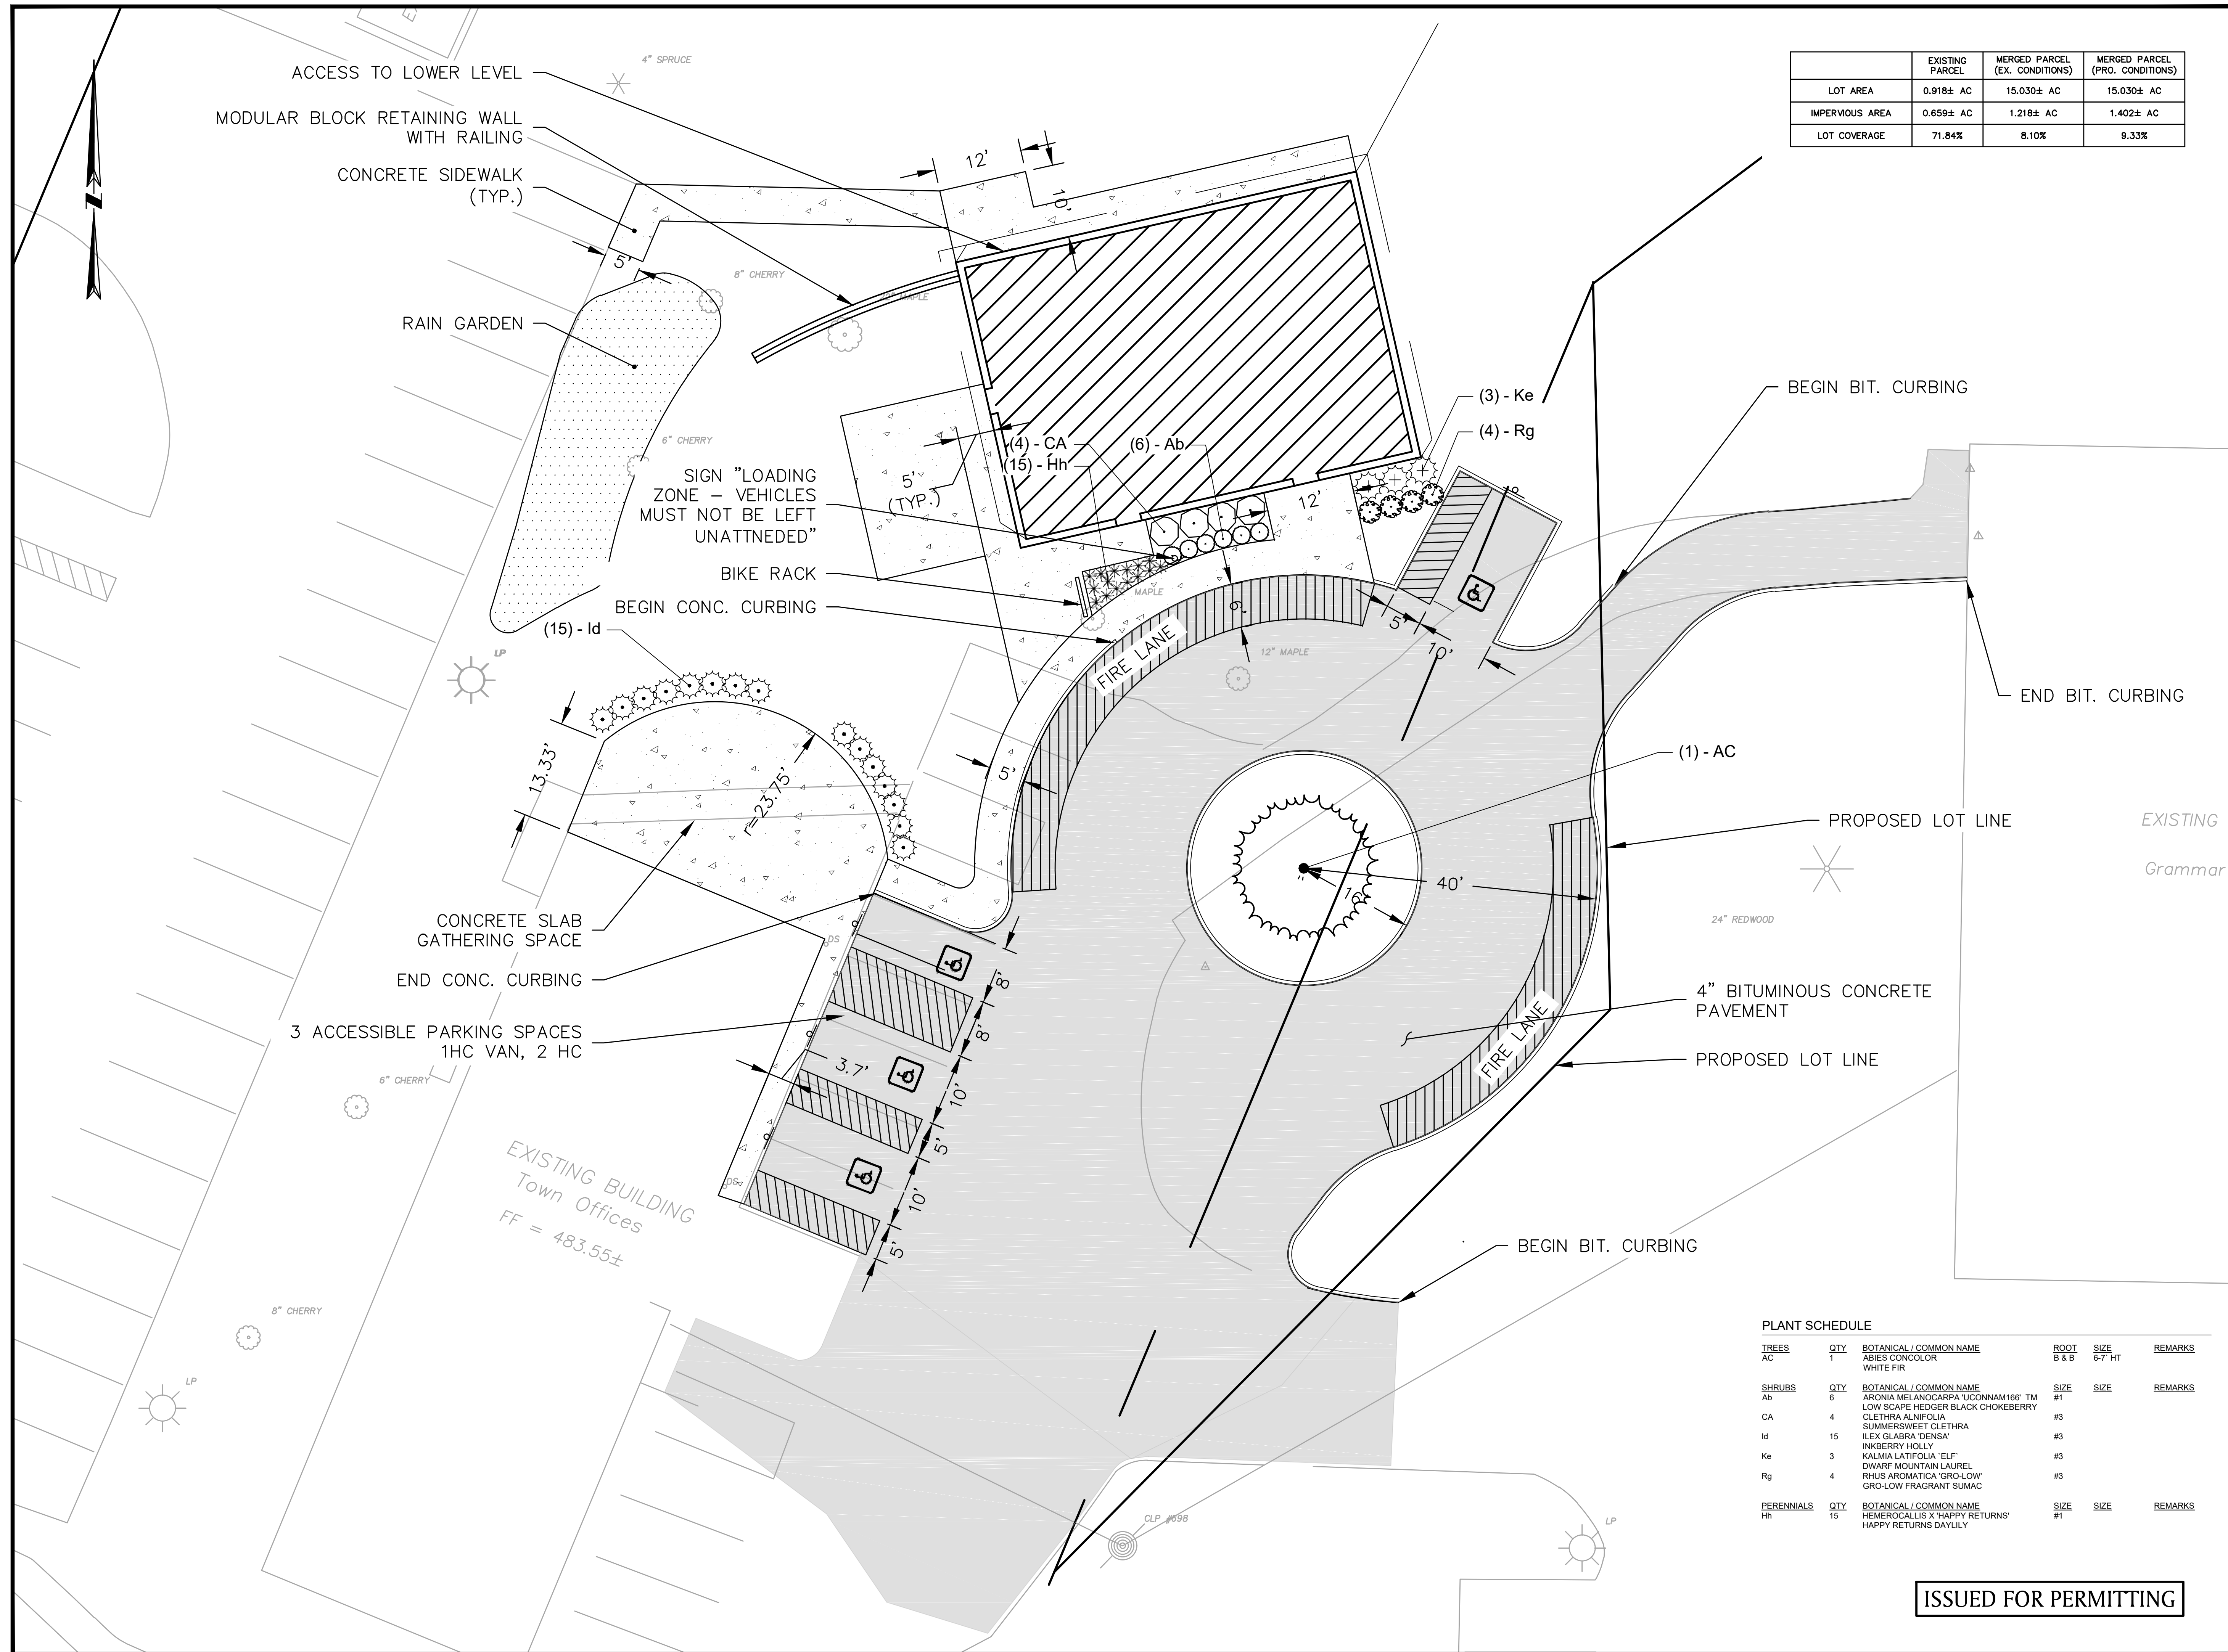 4" SPRUCE
ACCESS TO LOWER LEVEL
MODULAR BLOCK RETAINING WALL
WITH RAILING
CONCRETE SIDEWALK
(TYP.)
N
12'
10'
5'
8" CHERRY
12" MAPLE
RAIN GARDEN
EXISTING
PARCEL
MERGED PARCEL
(EX. CONDITIONS)
MERGED PARCEL
(PRO. CONDITIONS)
LOT AREA 0.918± AC 15.030± AC 15.030± AC
IMPERVIOUS AREA 0.659± AC 1.218± AC 1.402± AC
LOT COVERAGE 71.84% 8.10% 9.33%
BEGIN BIT. CURBING
(3) - Ke
(4) - Rg
6" CHERRY
(4) - CA
(6) - Ab
(15) - Hh
SIGN "LOADING
ZONE – VEHICLES
MUST NOT BE LEFT
UNATTNEDED"
5'
(TYP.)
12'
BIKE RACK
MAPLE
BEGIN CONC. CURBING
6'
FIRE LANE
5'
10'
12" MAPLE
(15) - Id
LP
END BIT. CURBING
13.33'
r=23.75'
5'
(1) - AC
PROPOSED LOT LINE
EXISTING
Grammar
40'
16'
24" REDWOOD
CONCRETE SLAB
GATHERING SPACE
DS
END CONC. CURBING
8'
4" BITUMINOUS CONCRETE
PAVEMENT
3 ACCESSIBLE PARKING SPACES
1HC VAN, 2 HC
8'
FIRE LANE
PROPOSED LOT LINE
6" CHERRY
3.7'
10'
5'
EXISTING BUILDING
Town Offices
FF = 483.55±
DS
10'
5'
BEGIN BIT. CURBING
8" CHERRY
LP
CLP #698
LP
PLANT SCHEDULE
TREES QTY BOTANICAL / COMMON NAME ROOT SIZE REMARKS
AC 1 ABIES CONCOLOR B & B 6-7` HT
WHITE FIR
SHRUBS QTY BOTANICAL / COMMON NAME SIZE SIZE REMARKS
Ab 6 ARONIA MELANOCARPA 'UCONNAM166' TM #1
LOW SCAPE HEDGER BLACK CHOKEBERRY
CA 4 CLETHRA ALNIFOLIA #3
SUMMERSWEET CLETHRA
Id 15 ILEX GLABRA 'DENSA' #3
INKBERRY HOLLY
Ke 3 KALMIA LATIFOLIA `ELF` #3
DWARF MOUNTAIN LAUREL
Rg 4 RHUS AROMATICA 'GRO-LOW' #3
GRO-LOW FRAGRANT SUMAC
PERENNIALS QTY BOTANICAL / COMMON NAME SIZE SIZE REMARKS
Hh 15 HEMEROCALLIS X 'HAPPY RETURNS' #1
HAPPY RETURNS DAYLILY
ISSUED FOR PERMITTING